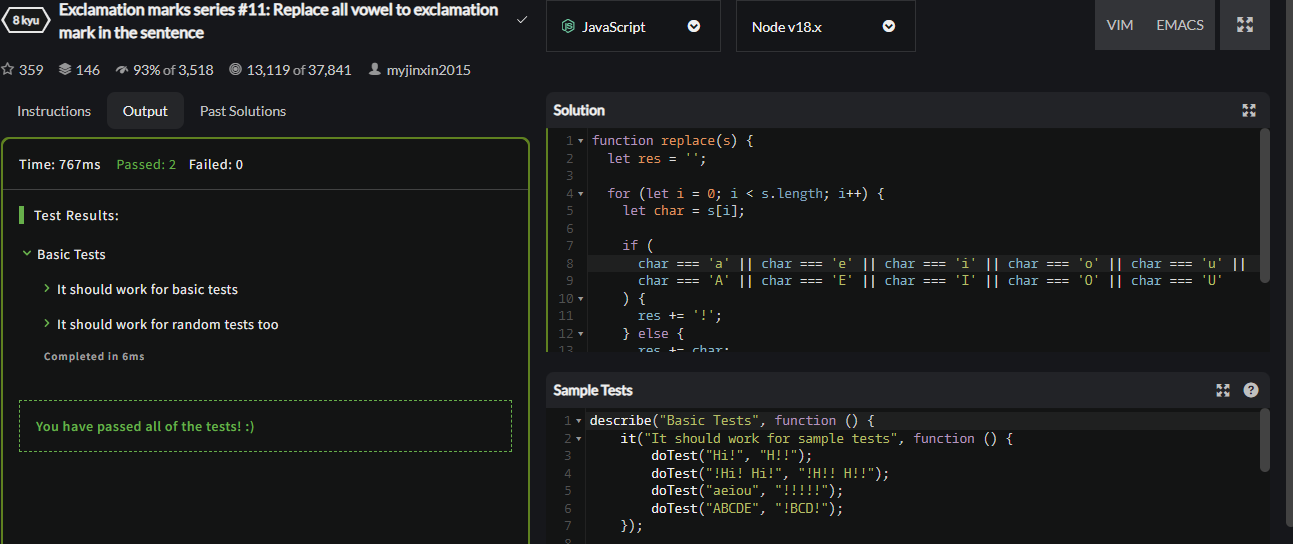 8 kyu
Exclamation marks series #11: Replace all vowel to exclamation
mark in the sentence
359 146 93% of 3,518 13,119 of 37,841 myjinxin2015
Instructions Output Past Solutions
Time: 767ms Passed: 2 Failed: 0
Test Results:
Basic Tests
It should work for basic tests
It should work for random tests too
Completed in 6ms
You have passed all of the tests! :)
JavaScript Node v18.x VIM EMACS
Solution
1 function replace(s) {
2 let res = '';
3
4 for (let i = 0; i < s.length; i++) {
5 let char = s[i];
6
7 if (
8 char === 'a' || char === 'e' || char === 'i' || char === 'o' || char === 'u' ||
9 char === 'A' || char === 'E' || char === 'I' || char === 'O' || char === 'U'
10 ) {
11 res += '!';
12 } else {
13 res += char;
Sample Tests
?
1 describe("Basic Tests", function () {
2 it("It should work for sample tests", function () {
3 doTest("Hi!", "H!!");
4 doTest("!Hi! Hi!", "!H!! H!!");
5 doTest("aeiou", "!!!!!");
6 doTest("ABCDE", "!BCD!");
7 });
8